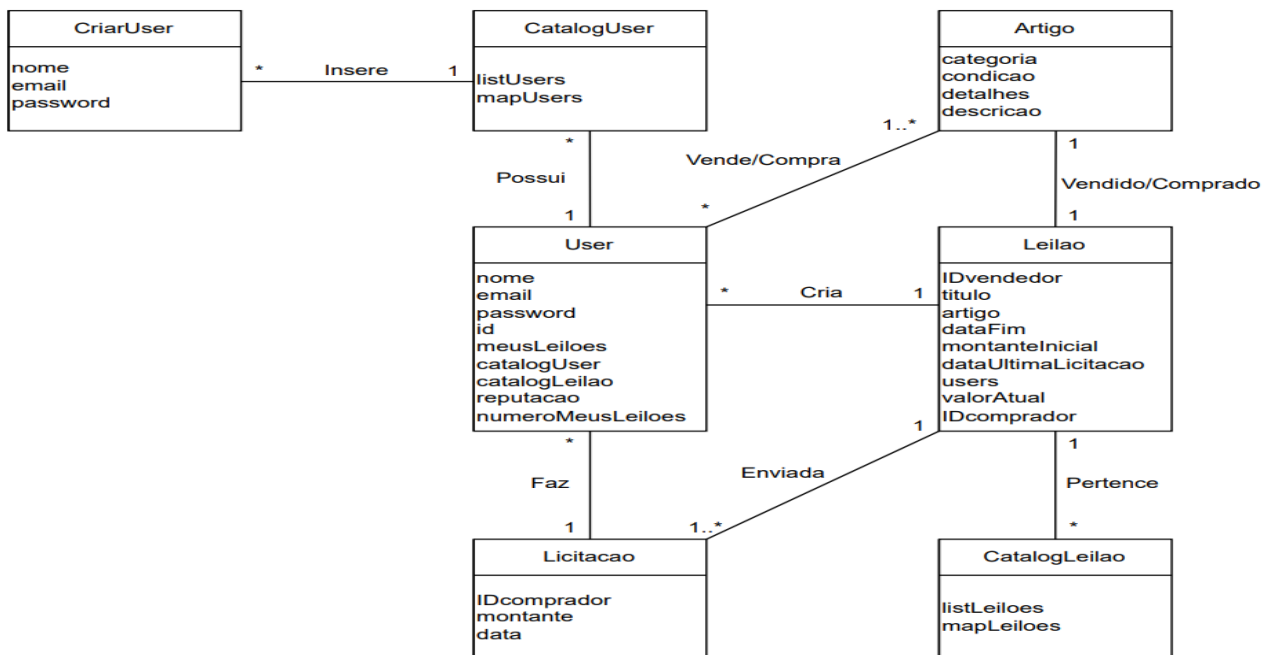 CriarUser
nome
email
password
*
Insere
1
CatalogUser
listUsers
mapUsers
Artigo
categoria
condicao
detalhes
descricao
*
Possui
1
1..*
Vende/Compra
*
1
Vendido/Comprado
1
User
nome
email
password
id
meusLeiloes
catalogUser
catalogLeilao
reputacao
numeroMeusLeiloes
*
Cria
1
Leilao
IDvendedor
titulo
artigo
dataFim
montanteInicial
dataUltimaLicitacao
users
valorAtual
IDcomprador
*
Faz
1
1
Enviada
1..*
1
Pertence
*
Licitacao
IDcomprador
montante
data
CatalogLeilao
listLeiloes
mapLeiloes